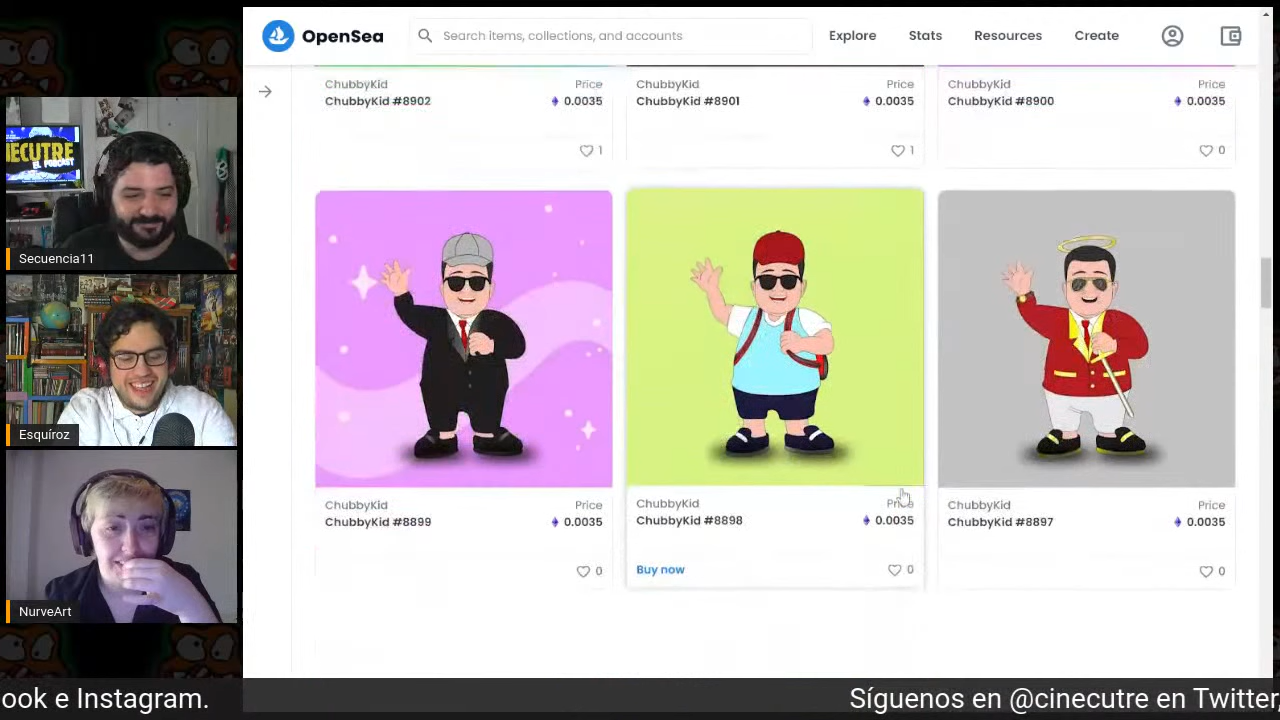 OpenSea
Search items, collections, and accounts
Explore
Stats
Resources
Create
ChubbyKid
Price
ChubbyKid #8902
0.0035
1
ChubbyKid
Price
ChubbyKid #8901
0.0035
1
ChubbyKid
Price
ChubbyKid #8900
0.0035
0
ECUTRE
EL PODCAST
Secuencia11
Esquíroz
NurveArt
ChubbyKid
Price
ChubbyKid #8899
0.0035
0
ChubbyKid
Price
ChubbyKid #8898
0.0035
Buy now
0
ChubbyKid
Price
ChubbyKid #8897
0.0035
0
ook e Instagram.
Síguenos en @cinecutre en Twitter,